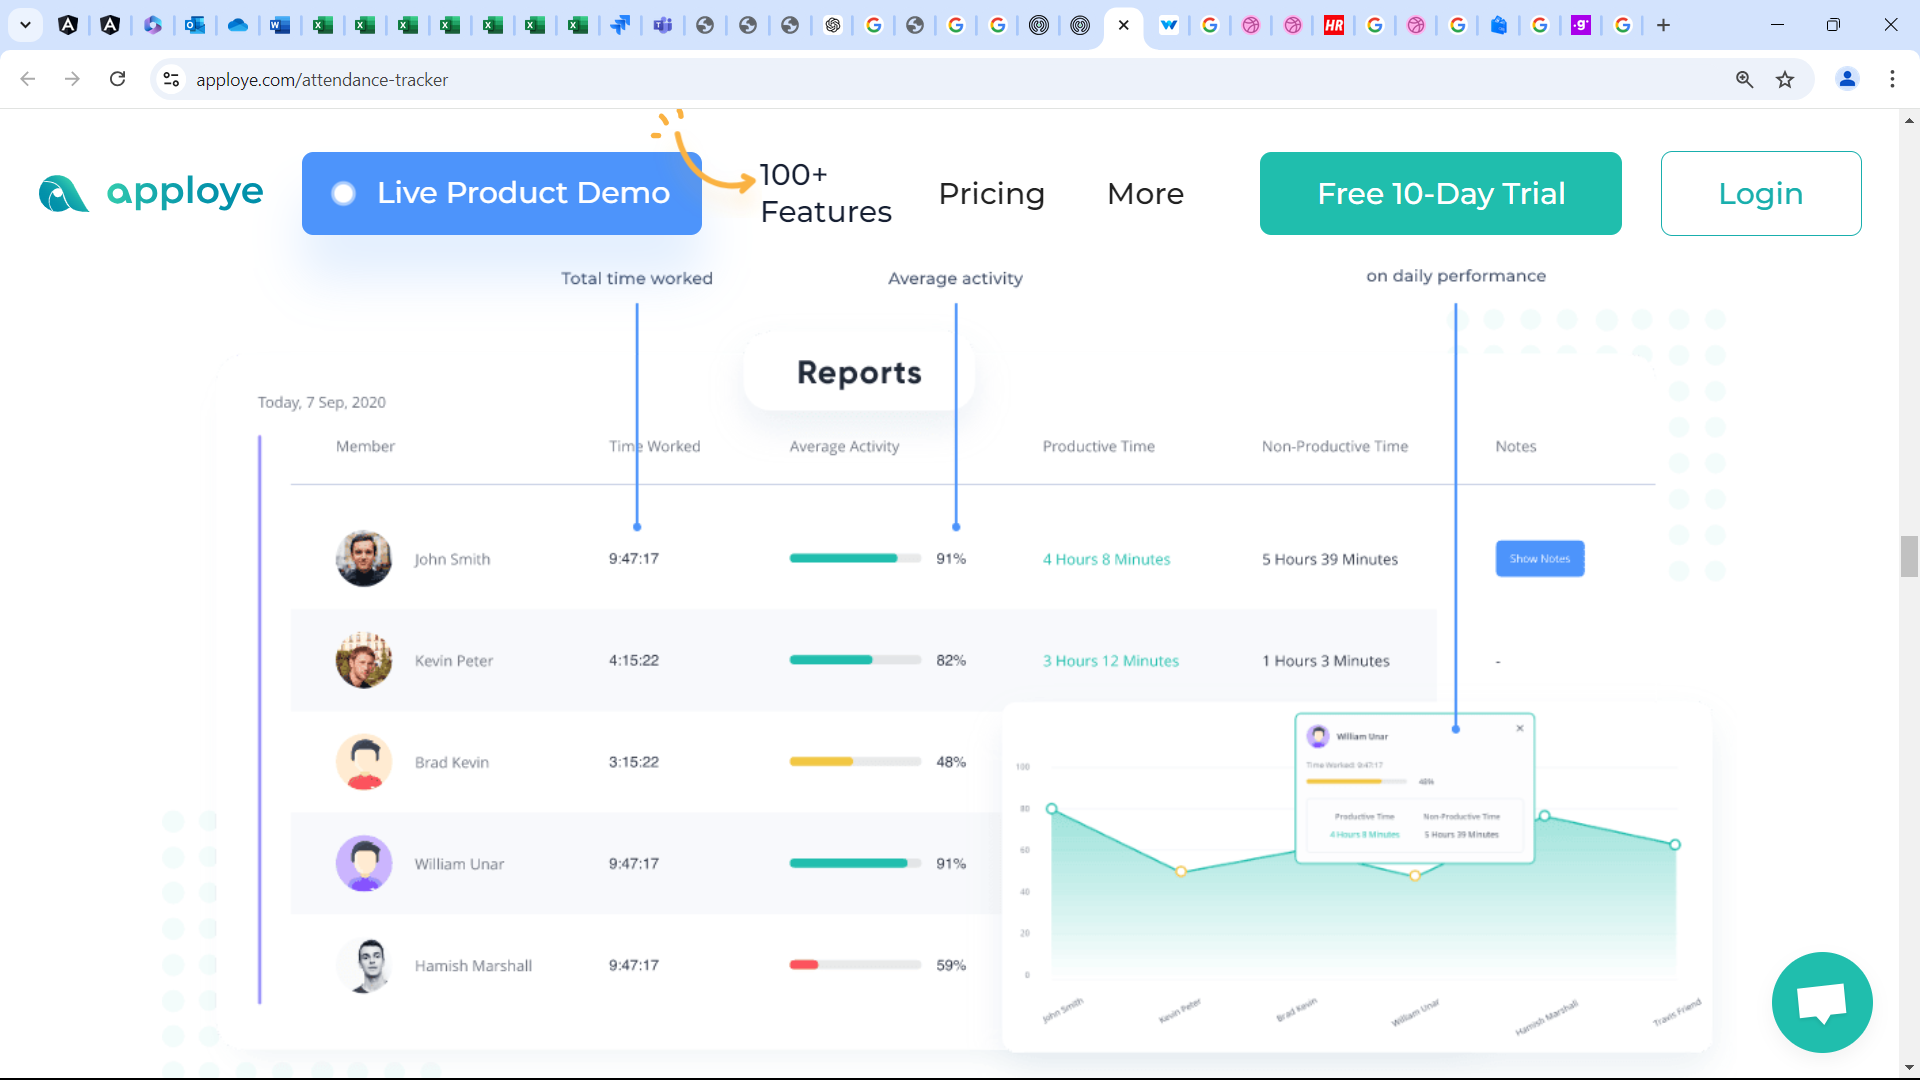 apploye.com/attendance-tracker
apploye
Live Product Demo
100+
Features
Pricing
More
Free 10-Day Trial
Login
Total time worked
Average activity
on daily performance
Reports
Today, 7 Sep, 2020
Member
Time Worked
Average Activity
Productive Time
Non-Productive Time
Notes
John Smith
9:47:17
91%
4 Hours 8 Minutes
5 Hours 39 Minutes
Show Notes
Kevin Peter
4:15:22
82%
3 Hours 12 Minutes
1 Hours 3 Minutes
-
Brad Kevin
3:15:22
48%
William Unar
9:47:17
91%
Hamish Marshall
9:47:17
59%
William Unar
Time Worked: 9:47:17
48%
Productive Time
Non-Productive Time
4 Hours 8 Minutes
5 Hours 39 Minutes
100
80
60
40
20
0
John Smith
Kevin Peter
Brad Kevin
William Unar
Hamish Marshall
Travis Friend